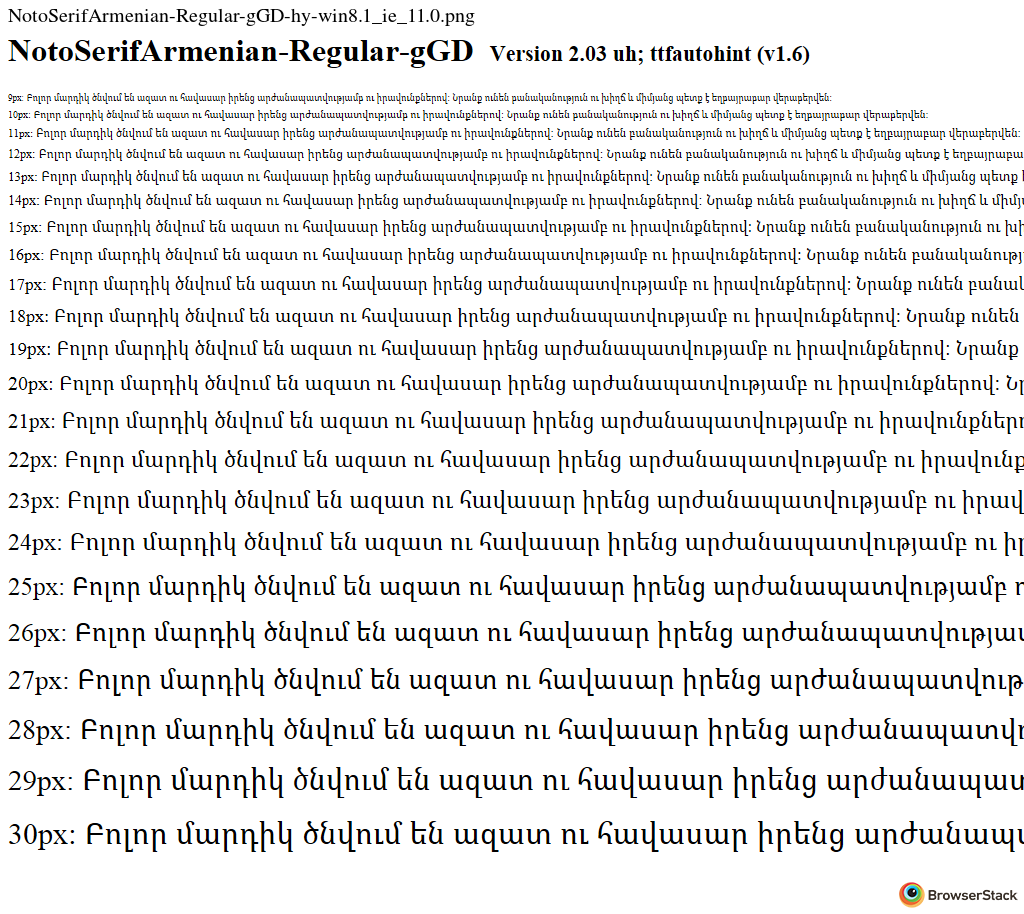 NotoSerifArmenian-Regular-gGD-hy-win8.1_ie_11.0.png
NotoSerifArmenian-Regular-gGD Version 2.03 uh; ttfautohint (v1.6)
9px: Բոլոր մարդիկ ծնվում են ազատ ու հավասար իրենց արժանապատվությամբ ու իրավունքներով։ Նրանք ունեն բանականություն ու խիղճ և միմյանց պետք է եղբայրաբար վերաբերվեն։
10px: Բոլոր մարդիկ ծնվում են ազատ ու հավասար իրենց արժանապատվությամբ ու իրավունքներով։ Նրանք ունեն բանականություն ու խիղճ և միմյանց պետք է եղբայրաբար վերաբերվեն։
11px: Բոլոր մարդիկ ծնվում են ազատ ու հավասար իրենց արժանապատվությամբ ու իրավունքներով։ Նրանք ունեն բանականություն ու խիղճ և միմյանց պետք է եղբայրաբար վերաբերվեն։
12px: Բոլոր մարդիկ ծնվում են ազատ ու հավասար իրենց արժանապատվությամբ ու իրավունքներով։ Նրանք ունեն բանականություն ու խիղճ և միմյանց պետք է եղբայրաբա
13px: Բոլոր մարդիկ ծնվում են ազատ ու հավասար իրենց արժանապատվությամբ ու իրավունքներով։ Նրանք ունեն բանականություն ու խիղճ և միմյանց պետք
14px: Բոլոր մարդիկ ծնվում են ազատ ու հավասար իրենց արժանապատվությամբ ու իրավունքներով։ Նրանք ունեն բանականություն ու խիղճ և միմյ
15px: Բոլոր մարդիկ ծնվում են ազատ ու հավասար իրենց արժանապատվությամբ ու իրավունքներով։ Նրանք ունեն բանականություն ու խի
16px: Բոլոր մարդիկ ծնվում են ազատ ու հավասար իրենց արժանապատվությամբ ու իրավունքներով։ Նրանք ունեն բանականությ
17px: Բոլոր մարդիկ ծնվում են ազատ ու հավասար իրենց արժանապատվությամբ ու իրավունքներով։ Նրանք ունեն բանակ
18px: Բոլոր մարդիկ ծնվում են ազատ ու հավասար իրենց արժանապատվությամբ ու իրավունքներով։ Նրանք ունեն
19px: Բոլոր մարդիկ ծնվում են ազատ ու հավասար իրենց արժանապատվությամբ ու իրավունքներով։ Նրանք
20px: Բոլոր մարդիկ ծնվում են ազատ ու հավասար իրենց արժանապատվությամբ ու իրավունքներով։ Նր
21px: Բոլոր մարդիկ ծնվում են ազատ ու հավասար իրենց արժանապատվությամբ ու իրավունքներ
22px: Բոլոր մարդիկ ծնվում են ազատ ու հավասար իրենց արժանապատվությամբ ու իրավունք
23px: Բոլոր մարդիկ ծնվում են ազատ ու հավասար իրենց արժանապատվությամբ ու իրավ
24px: Բոլոր մարդիկ ծնվում են ազատ ու հավասար իրենց արժանապատվությամբ ու իր
25px: Բոլոր մարդիկ ծնվում են ազատ ու հավասար իրենց արժանապատվությամբ ո
26px: Բոլոր մարդիկ ծնվում են ազատ ու հավասար իրենց արժանապատվությամ
27px: Բոլոր մարդիկ ծնվում են ազատ ու հավասար իրենց արժանապատվութ
28px: Բոլոր մարդիկ ծնվում են ազատ ու հավասար իրենց արժանապատվո
29px: Բոլոր մարդիկ ծնվում են ազատ ու հավասար իրենց արժանապատ
30px: Բոլոր մարդիկ ծնվում են ազատ ու հավասար իրենց արժանապ
BrowserStack